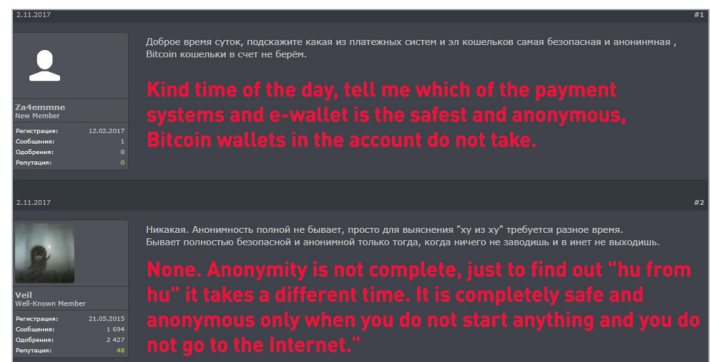 2.11.2017 #1
Доброе время суток, подскажите какая из платежных систем и эл кошельков самая безопасная и анонинмная ,
Bitcoin кошельки в счет не берём.
Kind time of the day, tell me which of the payment
systems and e-wallet is the safest and anonymous,
Bitcoin wallets in the account do not take.
Za4emmne
New Member
Регистрация: 12.02.2017
Сообщения: 1
Одобрения: 0
Репутация: 0
2.11.2017 #2
Никакая. Анонимность полной не бывает, просто для выяснения "ху из ху" требуется разное время.
Бывает полностью безопасной и анонимной только тогда, когда ничего не заводишь и в инет не выходишь.
None. Anonymity is not complete, just to find out "hu from
hu" it takes a different time. It is completely safe and
anonymous only when you do not start anything and you do
not go to the Internet."
Veil
Well-Known Member
Регистрация: 21.05.2015
Сообщения: 1 694
Одобрения: 2 427
Репутация: 48